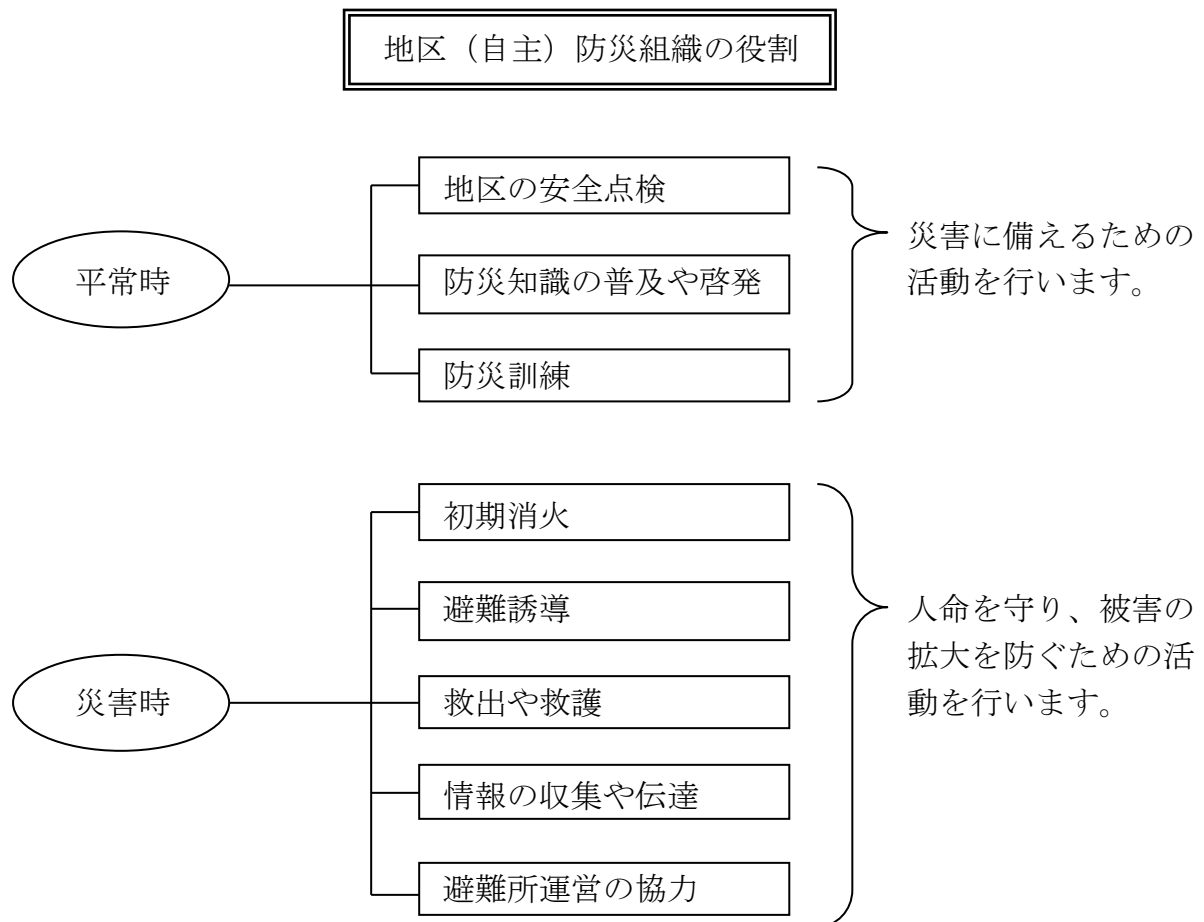 地区（自主）防災組織の役割
地区の安全点検
平常時
防災知識の普及や啓発
防災訓練
災害に備えるための
活動を行います。
初期消火
避難誘導
災害時
救出や救護
情報の収集や伝達
避難所運営の協力
人命を守り、被害の
拡大を防ぐための活
動を行います。